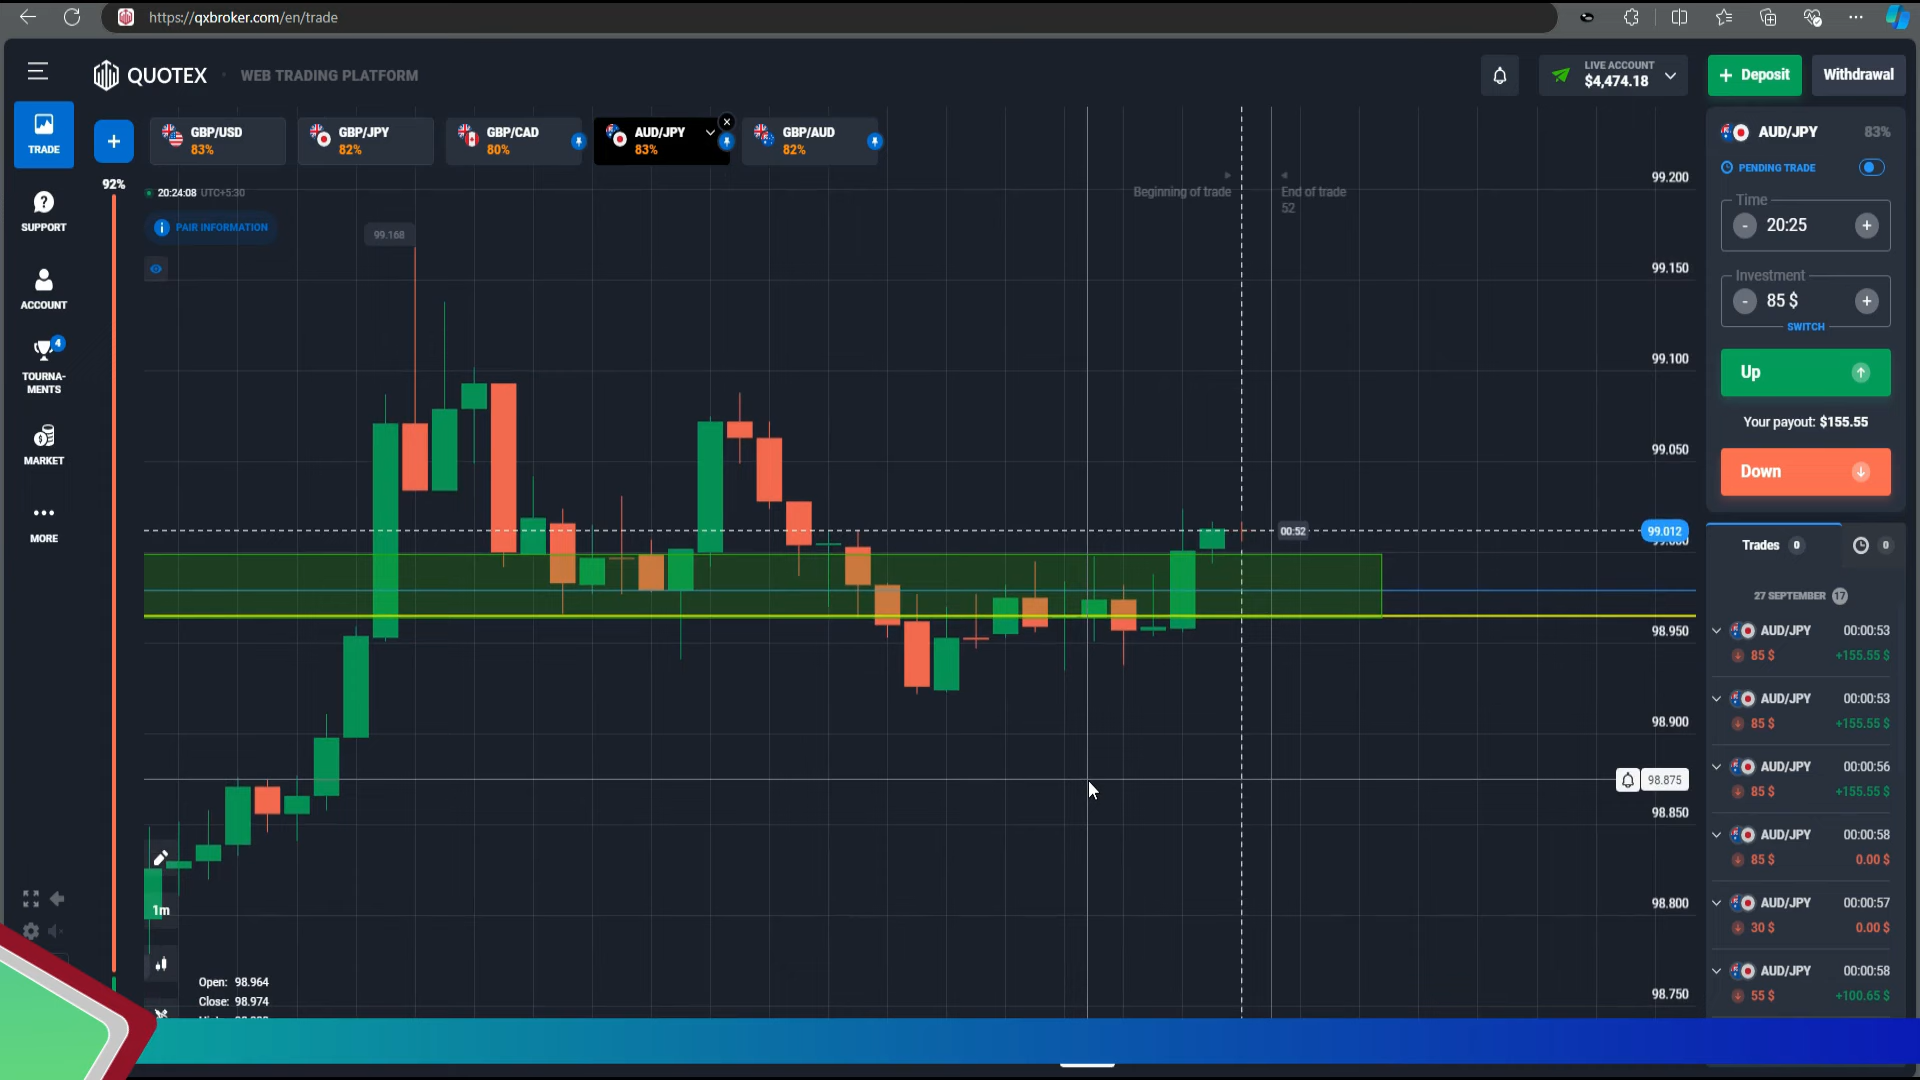 https://qxbroker.com/en/trade
QUOTEX
WEB TRADING PLATFORM
LIVE ACCOUNT
$4,474.18
+ Deposit
Withdrawal
TRADE
SUPPORT
ACCOUNT
4
TOURNA-
MENTS
MARKET
MORE
+
GBP/USD
83%
GBP/JPY
82%
GBP/CAD
80%
AUD/JPY
83%
GBP/AUD
82%
92%
20:24:08 UTC+5:30
PAIR INFORMATION
99.168
Beginning of trade
End of trade
52
00:52
99.200
99.150
99.100
99.050
99.012
98.950
98.900
98.875
98.850
98.800
98.750
1m
Open: 98.964
Close: 98.974
AUD/JPY 83%
PENDING TRADE
Time
- 20:25 +
Investment
- 85 $ +
SWITCH
Up
Your payout: $155.55
Down
Trades 0
0
27 SEPTEMBER 17
AUD/JPY 00:00:53
85 $ +155.55 $
AUD/JPY 00:00:53
85 $ +155.55 $
AUD/JPY 00:00:56
85 $ +155.55 $
AUD/JPY 00:00:58
85 $ 0.00 $
AUD/JPY 00:00:57
30 $ 0.00 $
AUD/JPY 00:00:58
55 $ +100.65 $